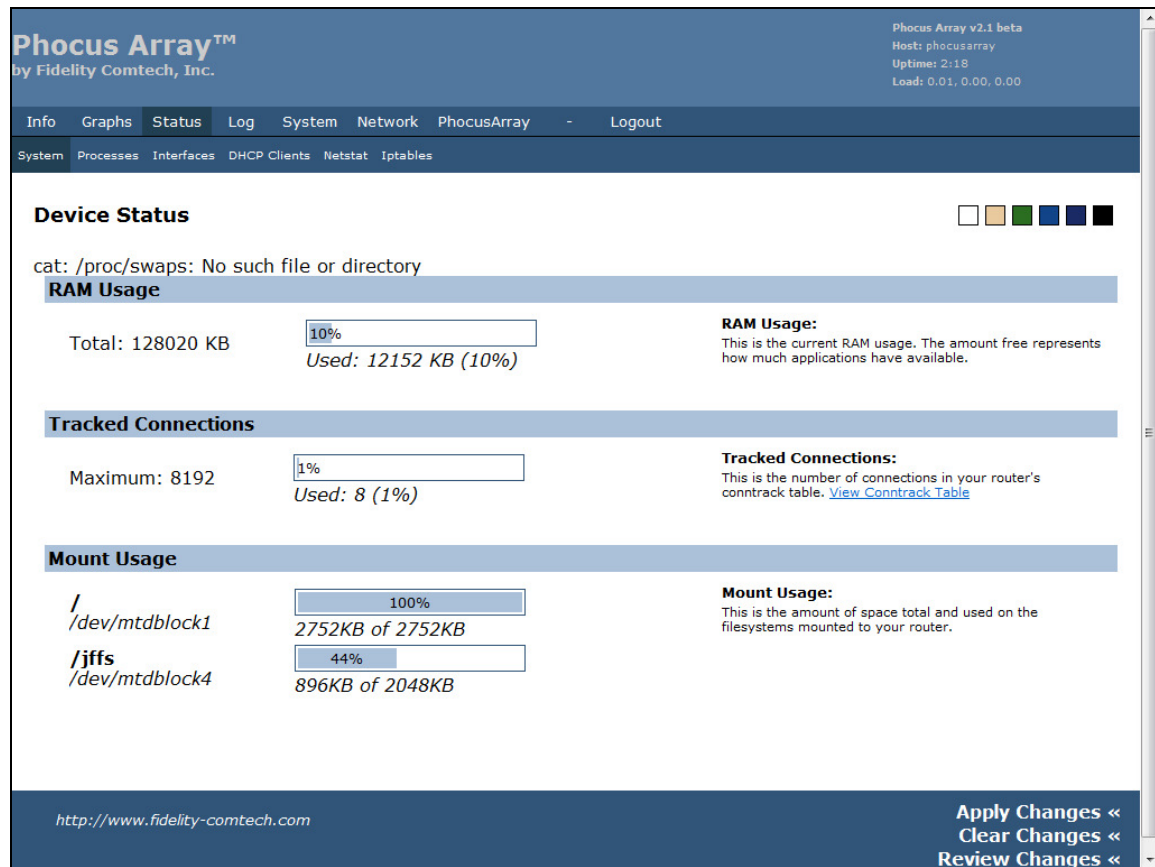 Phocus Array™
by Fidelity Comtech, Inc.
Phocus Array v2.1 beta
Host: phocusarray
Uptime: 2:18
Load: 0.01, 0.00, 0.00
Info Graphs Status Log System Network PhocusArray - Logout
System Processes Interfaces DHCP Clients Netstat Iptables
Device Status
cat: /proc/swaps: No such file or directory
RAM Usage
Total: 128020 KB
10%
Used: 12152 KB (10%)
RAM Usage:
This is the current RAM usage. The amount free represents
how much applications have available.
Tracked Connections
Maximum: 8192
1%
Used: 8 (1%)
Tracked Connections:
This is the number of connections in your router's
conntrack table. View Conntrack Table
Mount Usage
/
/dev/mtdblock1
100%
2752KB of 2752KB
/jffs
/dev/mtdblock4
44%
896KB of 2048KB
Mount Usage:
This is the amount of space total and used on the
filesystems mounted to your router.
http://www.fidelity-comtech.com
Apply Changes «
Clear Changes «
Review Changes «